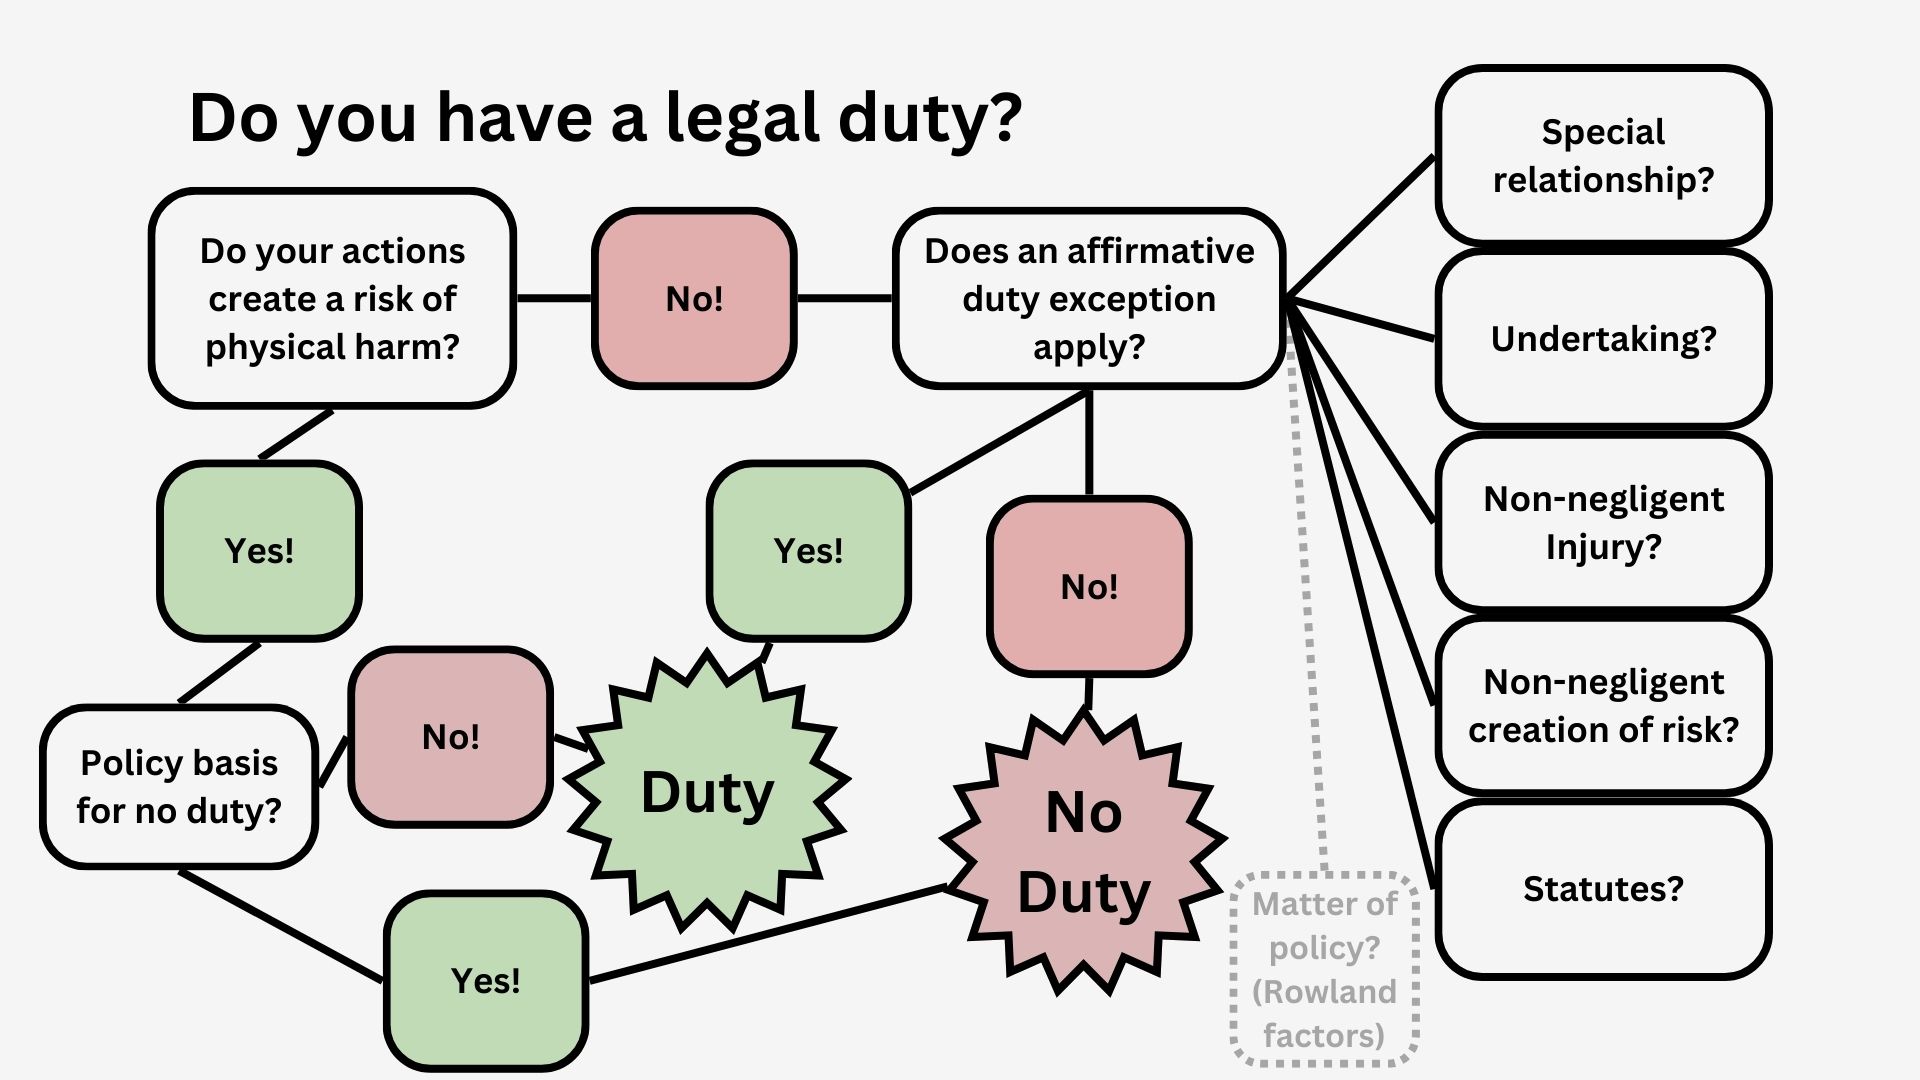 Do you have a legal duty?
Do your actions
create a risk of
physical harm?
No!
Does an affirmative
duty exception
apply?
Special
relationship?
Undertaking?
Non-negligent
Injury?
Non-negligent
creation of risk?
Statutes?
Yes!
Yes!
No!
Policy basis
for no duty?
No!
Duty
No
Duty
Yes!
Matter of
policy?
(Rowland
factors)